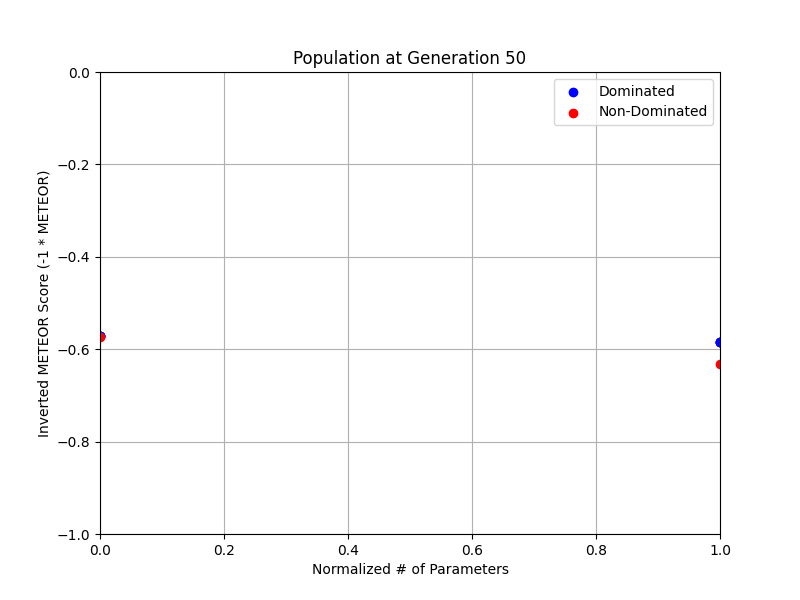 Population at Generation 50
Dominated
Non-Dominated
Inverted METEOR Score (-1 * METEOR)
0.0
−0.2
−0.4
−0.6
−0.8
−1.0
0.0 0.2 0.4 0.6 0.8 1.0
Normalized # of Parameters